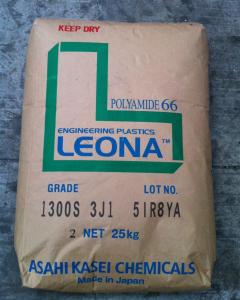 KEEP DRY
POLYAMIDE 66
ENGINEERING PLASTICS
LEONA™
GRADE LOT NO.
1300S 3J1 5IR8YA
2 NET 25kg
ASAHI KASEI CHEMICALS
Made in Japan